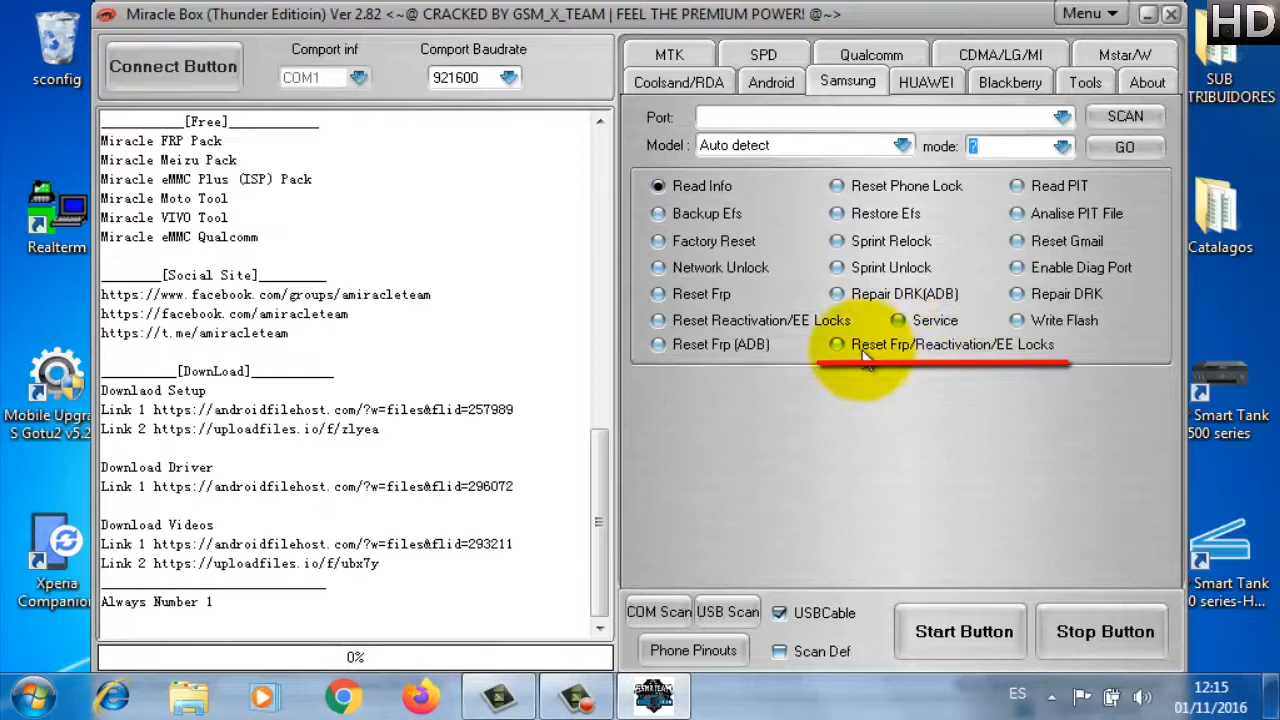 Miracle Box (Thunder Editioin) Ver 2.82 <~@ CRACKED BY GSM_X_TEAM | FEEL THE PREMIUM POWER! @~>
Menu
HD
sconfig
Realterm
Mobile Upgra
S Gotu2 v5.2
Xperia
Companion
Connect Button
Comport inf
Comport Baudrate
COM1
921600
________[Free]________
Miracle FRP Pack
Miracle Meizu Pack
Miracle eMMC Plus (ISP) Pack
Miracle Moto Tool
Miracle VIVO Tool
Miracle eMMC Qualcomm
______[Social Site]________
https://www.facebook.com/groups/amiracleteam
https://facebook.com/amiracleteam
https://t.me/amiracleteam
________[DownLoad]________
Downlaod Setup
Link 1 https://androidfilehost.com/?w=files&flid=257989
Link 2 https://uploadfiles.io/f/zlyea
Download Driver
Link 1 https://androidfilehost.com/?w=files&flid=296072
Download Videos
Link 1 https://androidfilehost.com/?w=files&flid=293211
Link 2 https://uploadfiles.io/f/ubx7y
Always Number 1
0%
MTK
SPD
Qualcomm
CDMA/LG/MI
Mstar/W
Coolsand/RDA
Android
Samsung
HUAWEI
Blackberry
Tools
About
Port:
SCAN
Model :
Auto detect
mode:
?
GO
Read Info
Reset Phone Lock
Read PIT
Backup Efs
Restore Efs
Analise PIT File
Factory Reset
Sprint Relock
Reset Gmail
Network Unlock
Sprint Unlock
Enable Diag Port
Reset Frp
Repair DRK(ADB)
Repair DRK
Reset Reactivation/EE Locks
Service
Write Flash
Reset Frp (ADB)
Reset Frp/Reactivation/EE Locks
COM Scan
USB Scan
USBCable
Start Button
Stop Button
Phone Pinouts
Scan Def
SUB
TRIBUIDORES
Catalagos
Smart Tank
500 series
Smart Tank
0 series-H...
GSMXTEAM
ES
12:15
01/11/2016